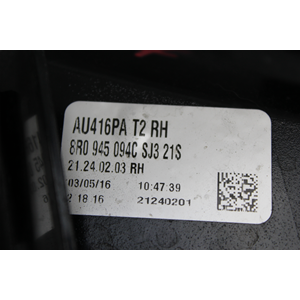 AU416PA T2 RH
8R0 945 094C SJ3 21S
21.24.02.03 RH
03/05/16 10:47:39
2 18 16 21240201